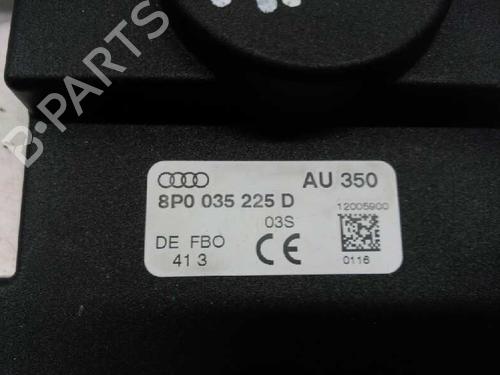 B-PARTS
AU 350
8P0 035 225 D
12005900
03S
DE FBO
41 3
CE
0116